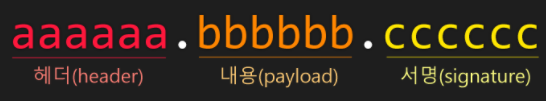 aaaaaa.bbbbbb.cccccc
헤더(header) 내용(payload) 서명(signature)